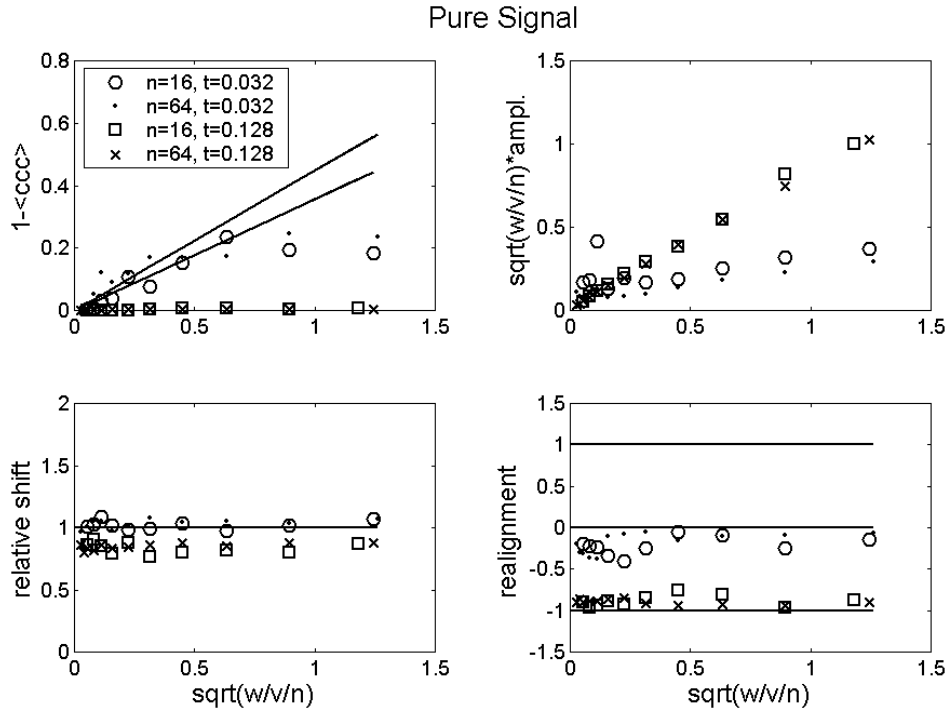 Pure Signal
1-<ccc>
0.8
0.6
0.4
0.2
0
n=16, t=0.032
n=64, t=0.032
n=16, t=0.128
n=64, t=0.128
0 0.5 1 1.5
sqrt(w/v/n)*ampl.
1.5
1
0.5
0
0 0.5 1 1.5
relative shift
2
1.5
1
0.5
0
0 0.5 1 1.5
sqrt(w/v/n)
realignment
1.5
1
0.5
0
-0.5
-1
-1.5
0 0.5 1 1.5
sqrt(w/v/n)